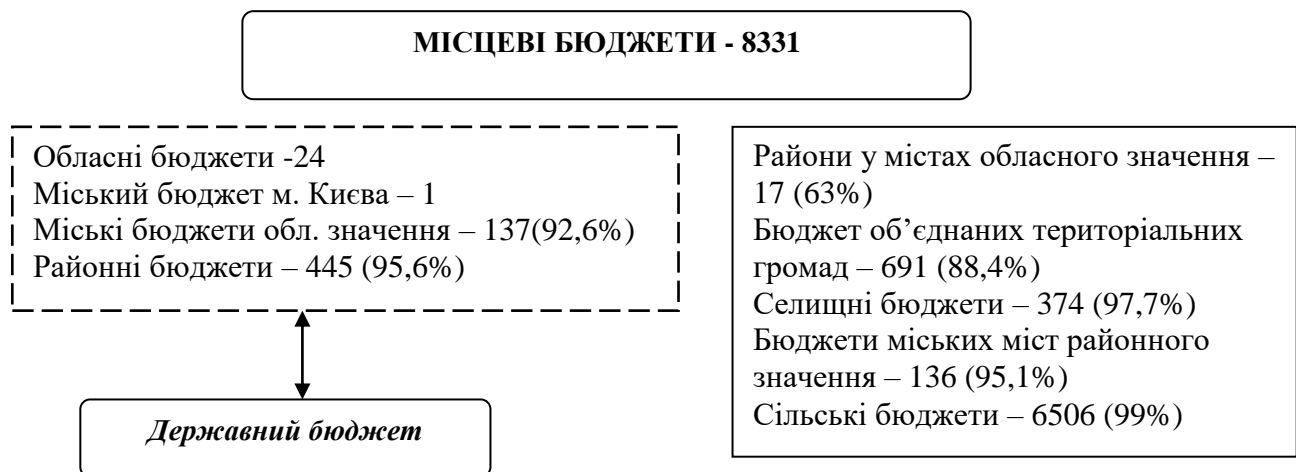 МІСЦЕВІ БЮДЖЕТИ - 8331
Обласні бюджети -24
Міський бюджет м. Києва – 1
Міські бюджети обл. значення – 137(92,6%)
Районні бюджети – 445 (95,6%)
Державний бюджет
Райони у містах обласного значення –
17 (63%)
Бюджет об’єднаних територіальних
громад – 691 (88,4%)
Селищні бюджети – 374 (97,7%)
Бюджети міських міст районного
значення – 136 (95,1%)
Сільські бюджети – 6506 (99%)